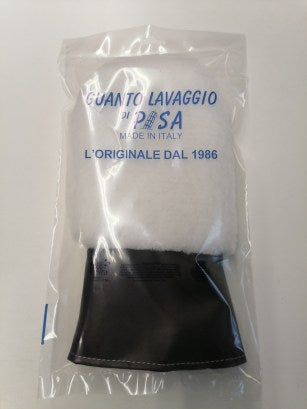 GUANTO LAVAGGIO
DI PISA
MADE IN ITALY
L'ORIGINALE DAL 1986